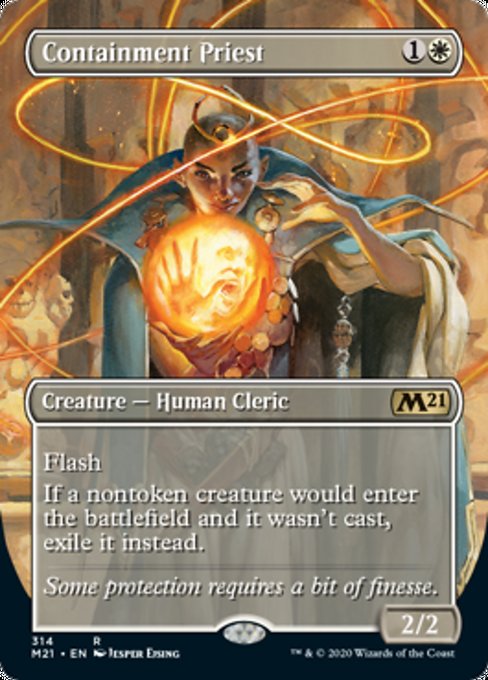 Containment Priest 1
Creature — Human Cleric M21
Flash
If a nontoken creature would enter
the battlefield and it wasn't cast,
exile it instead.
Some protection requires a bit of finesse.
2/2
314 R
M21 • EN Jesper Eising ™ & © 2020 Wizards of the Coast